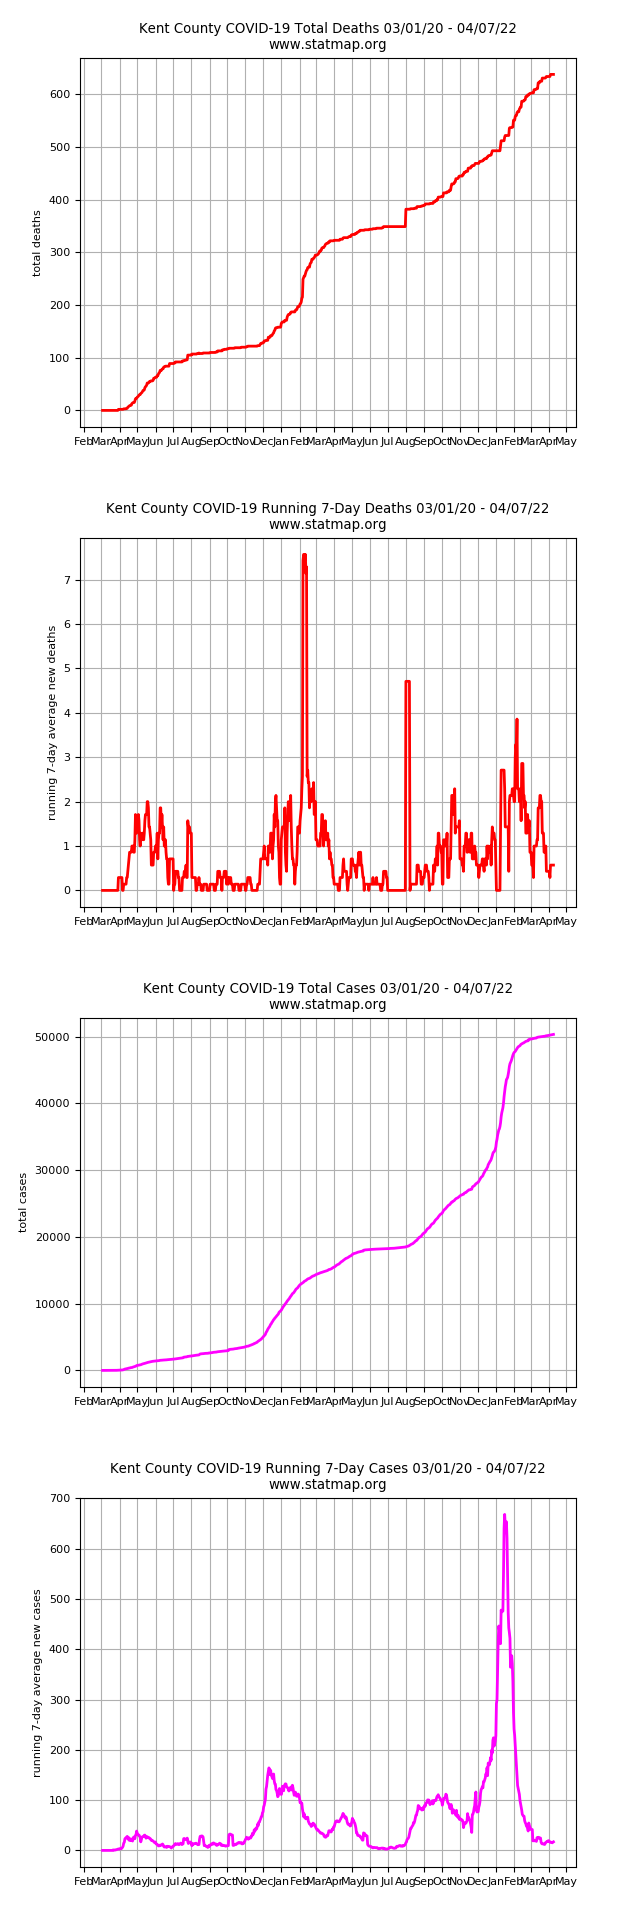 Kent County COVID-19 Total Deaths 03/01/20 - 04/07/22
www.statmap.org
600
500
400
300
200
100
0
total deaths
Feb Mar Apr May Jun Jul Aug Sep Oct Nov Dec Jan Feb Mar Apr May Jun Jul Aug Sep Oct Nov Dec Jan Feb Mar Apr May
Kent County COVID-19 Running 7-Day Deaths 03/01/20 - 04/07/22
www.statmap.org
7
6
5
4
3
2
1
0
running 7-day average new deaths
Feb Mar Apr May Jun Jul Aug Sep Oct Nov Dec Jan Feb Mar Apr May Jun Jul Aug Sep Oct Nov Dec Jan Feb Mar Apr May
Kent County COVID-19 Total Cases 03/01/20 - 04/07/22
www.statmap.org
50000
40000
30000
20000
10000
0
total cases
Feb Mar Apr May Jun Jul Aug Sep Oct Nov Dec Jan Feb Mar Apr May Jun Jul Aug Sep Oct Nov Dec Jan Feb Mar Apr May
Kent County COVID-19 Running 7-Day Cases 03/01/20 - 04/07/22
www.statmap.org
700
600
500
400
300
200
100
0
running 7-day average new cases
Feb Mar Apr May Jun Jul Aug Sep Oct Nov Dec Jan Feb Mar Apr May Jun Jul Aug Sep Oct Nov Dec Jan Feb Mar Apr May